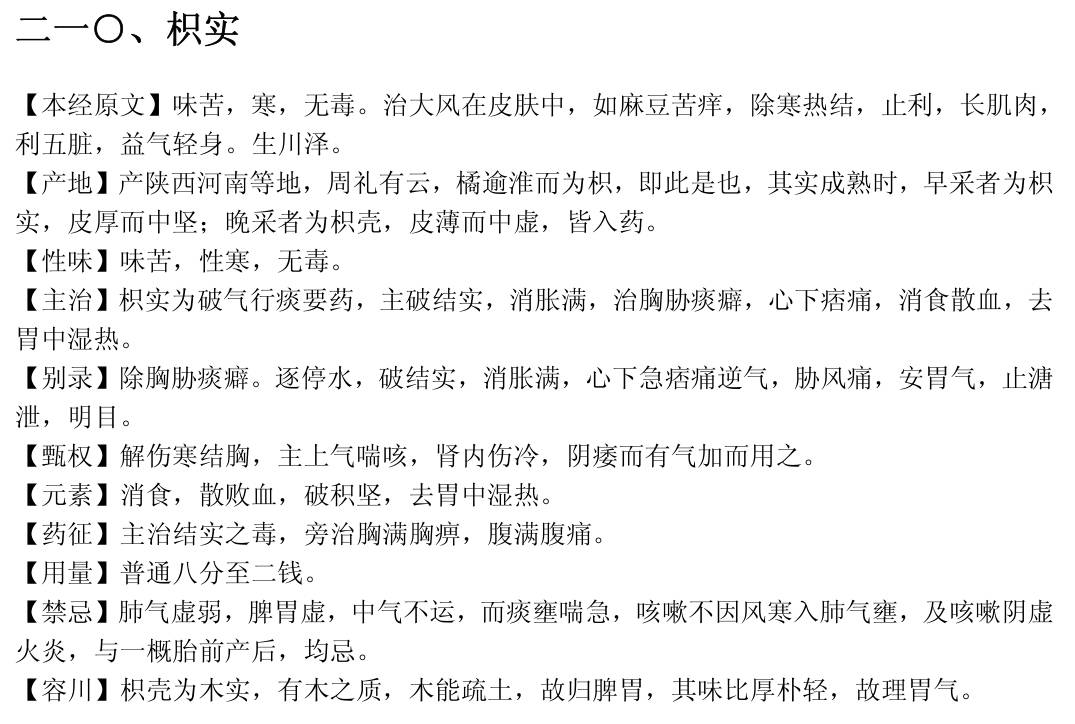 二一〇、枳实
【本经原文】味苦，寒，无毒。治大风在皮肤中，如麻豆苦痒，除寒热结，止利，长肌肉，
利五脏，益气轻身。生川泽。
【产地】产陕西河南等地，周礼有云，橘逾淮而为枳，即此是也，其实成熟时，早采者为枳
实，皮厚而中坚；晚采者为枳壳，皮薄而中虚，皆入药。
【性味】味苦，性寒，无毒。
【主治】枳实为破气行痰要药，主破结实，消胀满，治胸胁痰癖，心下痞痛，消食散血，去
胃中湿热。
【别录】除胸胁痰癖。逐停水，破结实，消胀满，心下急痞痛逆气，胁风痛，安胃气，止溏
泄，明目。
【甄权】解伤寒结胸，主上气喘咳，肾内伤冷，阴痿而有气加而用之。
【元素】消食，散败血，破积坚，去胃中湿热。
【药征】主治结实之毒，旁治胸满胸痹，腹满腹痛。
【用量】普通八分至二钱。
【禁忌】肺气虚弱，脾胃虚，中气不运，而痰壅喘急，咳嗽不因风寒入肺气壅，及咳嗽阴虚
火炎，与一概胎前产后，均忌。
【容川】枳壳为木实，有木之质，木能疏土，故归脾胃，其味比厚朴轻，故理胃气。